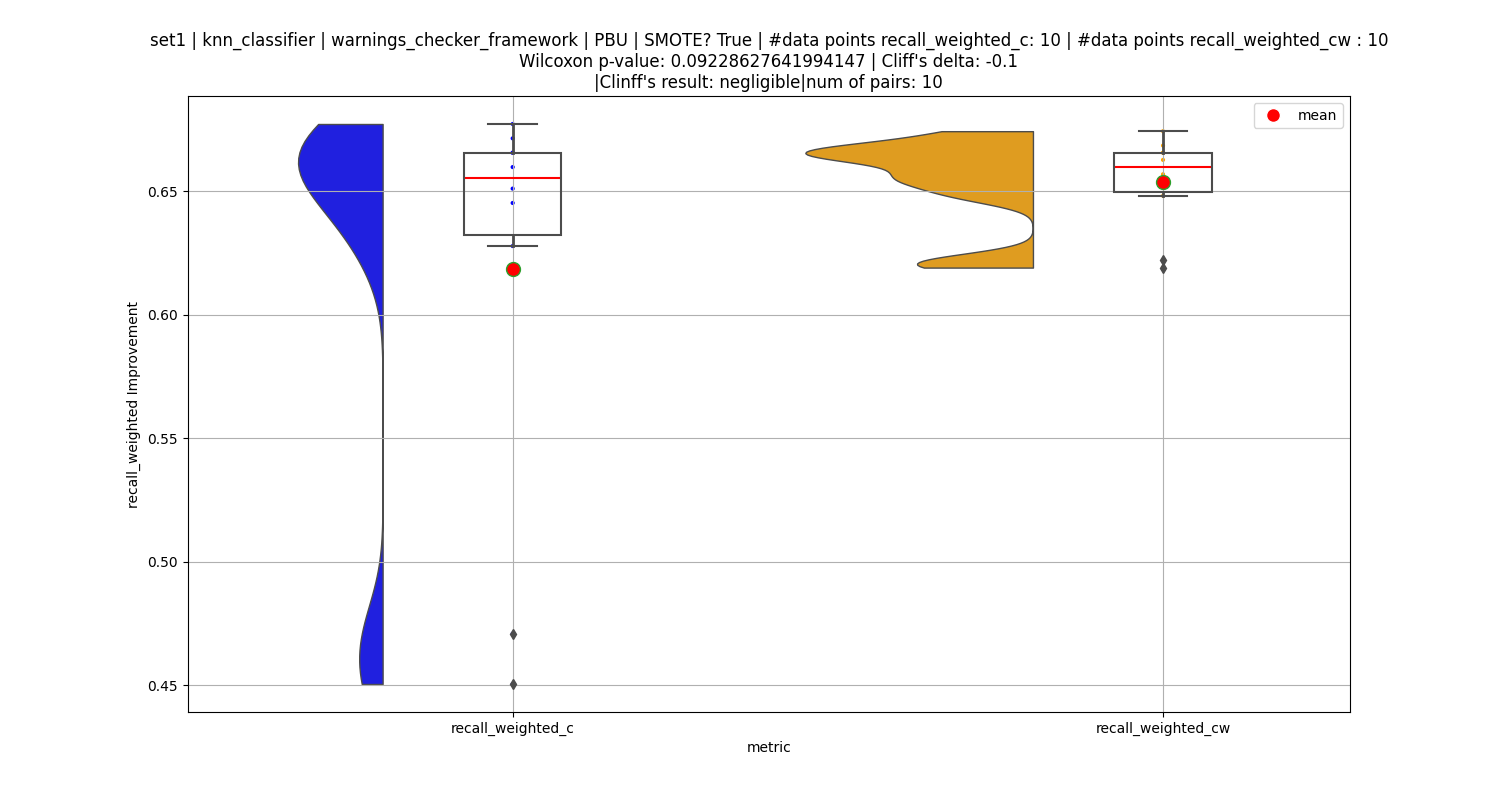 set1 | knn_classifier | warnings_checker_framework | PBU | SMOTE? True | #data points recall_weighted_c: 10 | #data points recall_weighted_cw : 10
Wilcoxon p-value: 0.09228627641994147 | Cliff's delta: -0.1
|Clinff's result: negligible|num of pairs: 10
mean
recall_weighted Improvement
0.65
0.60
0.55
0.50
0.45
recall_weighted_c
recall_weighted_cw
metric